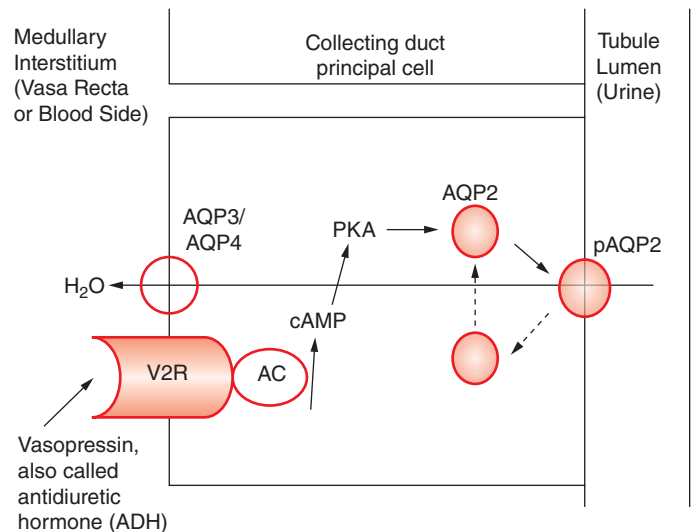 Medullary
Interstitium
(Vasa Recta
or Blood Side)
Collecting duct
principal cell
Tubule
Lumen
(Urine)
AQP3/
AQP4
H₂O
PKA
AQP2
pAQP2
cAMP
V2R
AC
Vasopressin,
also called
antidiuretic
hormone (ADH)